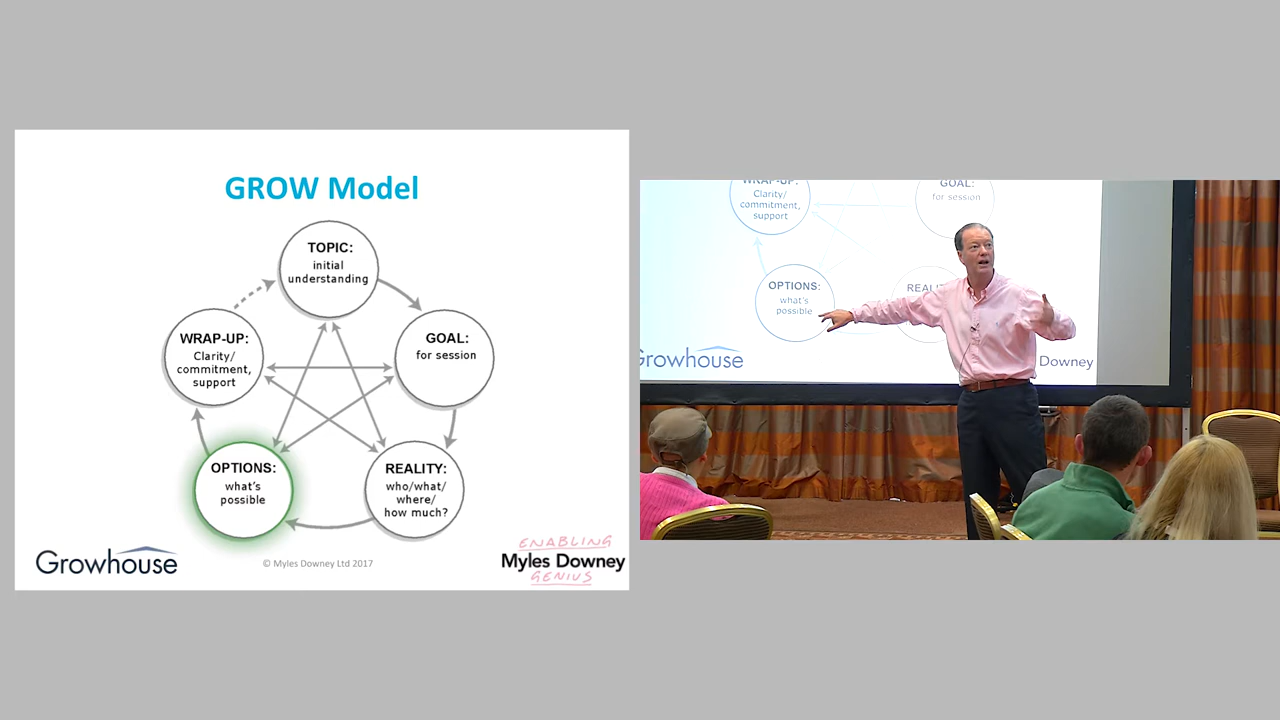 GROW Model
TOPIC:
initial
understanding
GOAL:
for session
REALITY:
who/what/
where/
how much?
OPTIONS:
what's
possible
WRAP-UP:
Clarity/
commitment,
support
Growhouse
© Myles Downey Ltd 2017
ENABLING
Myles Downey
GENIUS
WRAP-UP:
Clarity/
commitment,
support
GOAL:
for session
OPTIONS:
what's
possible
Growhouse
Downey